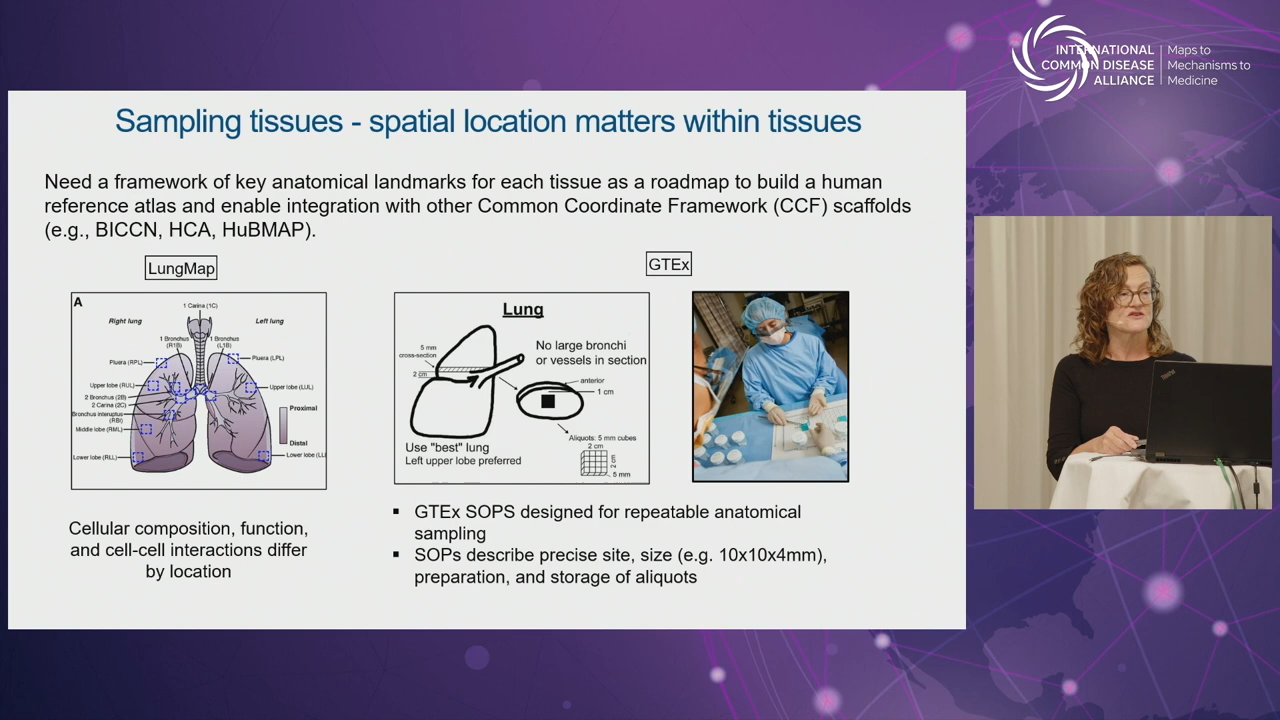 INTERNATIONAL
COMMON DISEASE
ALLIANCE
Maps to
Mechanisms to
Medicine
Sampling tissues - spatial location matters within tissues
Need a framework of key anatomical landmarks for each tissue as a roadmap to build a human
reference atlas and enable integration with other Common Coordinate Framework (CCF) scaffolds
(e.g., BICCN, HCA, HuBMAP).
LungMap
A
1 Carina (1C)
Right lung
Left lung
1 Bronchus
(R1B)
1 Bronchus
(L1B)
Pluera (RPL)
Pluera (LPL)
Upper lobe (RUL)
Upper lobe (LUL)
2 Bronchus (2B)
2 Carina (2C)
Bronchus interuptus
(RBI)
Middle lobe (RML)
Proximal
Distal
Lower lobe (RLL)
Lower lobe (LL
Cellular composition, function,
and cell-cell interactions differ
by location
GTEx
Lung
5 mm
cross-section
2 cm
No large bronchi
or vessels in section
anterior
1 cm
Use "best" lung
Left upper lobe preferred
Aliquots: 5 mm cubes
2 cm
2 cm
5 mm
▪ GTEx SOPS designed for repeatable anatomical
sampling
▪ SOPs describe precise site, size (e.g. 10x10x4mm),
preparation, and storage of aliquots